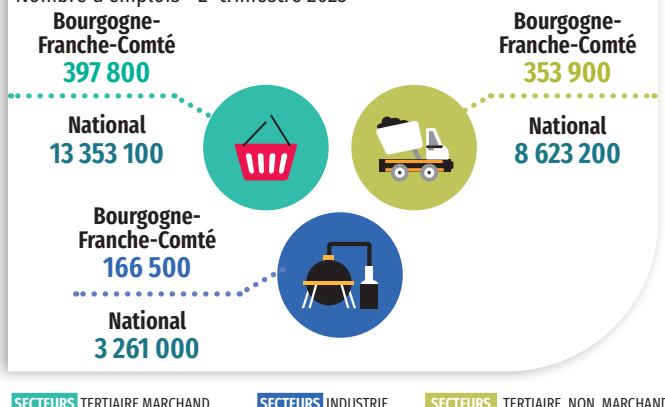 Bourgogne-
Franche-Comté
397 800
National
13 353 100
Bourgogne-
Franche-Comté
353 900
National
8 623 200
Bourgogne-
Franche-Comté
166 500
National
3 261 000
SECTEURS TERTIAIRE MARCHAND
SECTEURS INDUSTRIE
SECTEURS TERTIAIRE NON MARCHAND